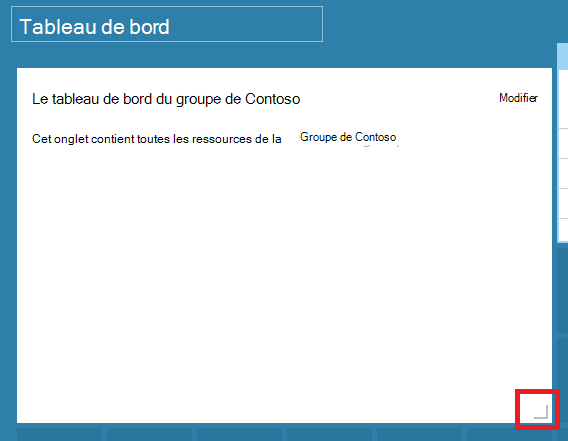 Tableau de bord
Le tableau de bord du groupe de Contoso
Modifier
Cet onglet contient toutes les ressources de la Groupe de Contoso